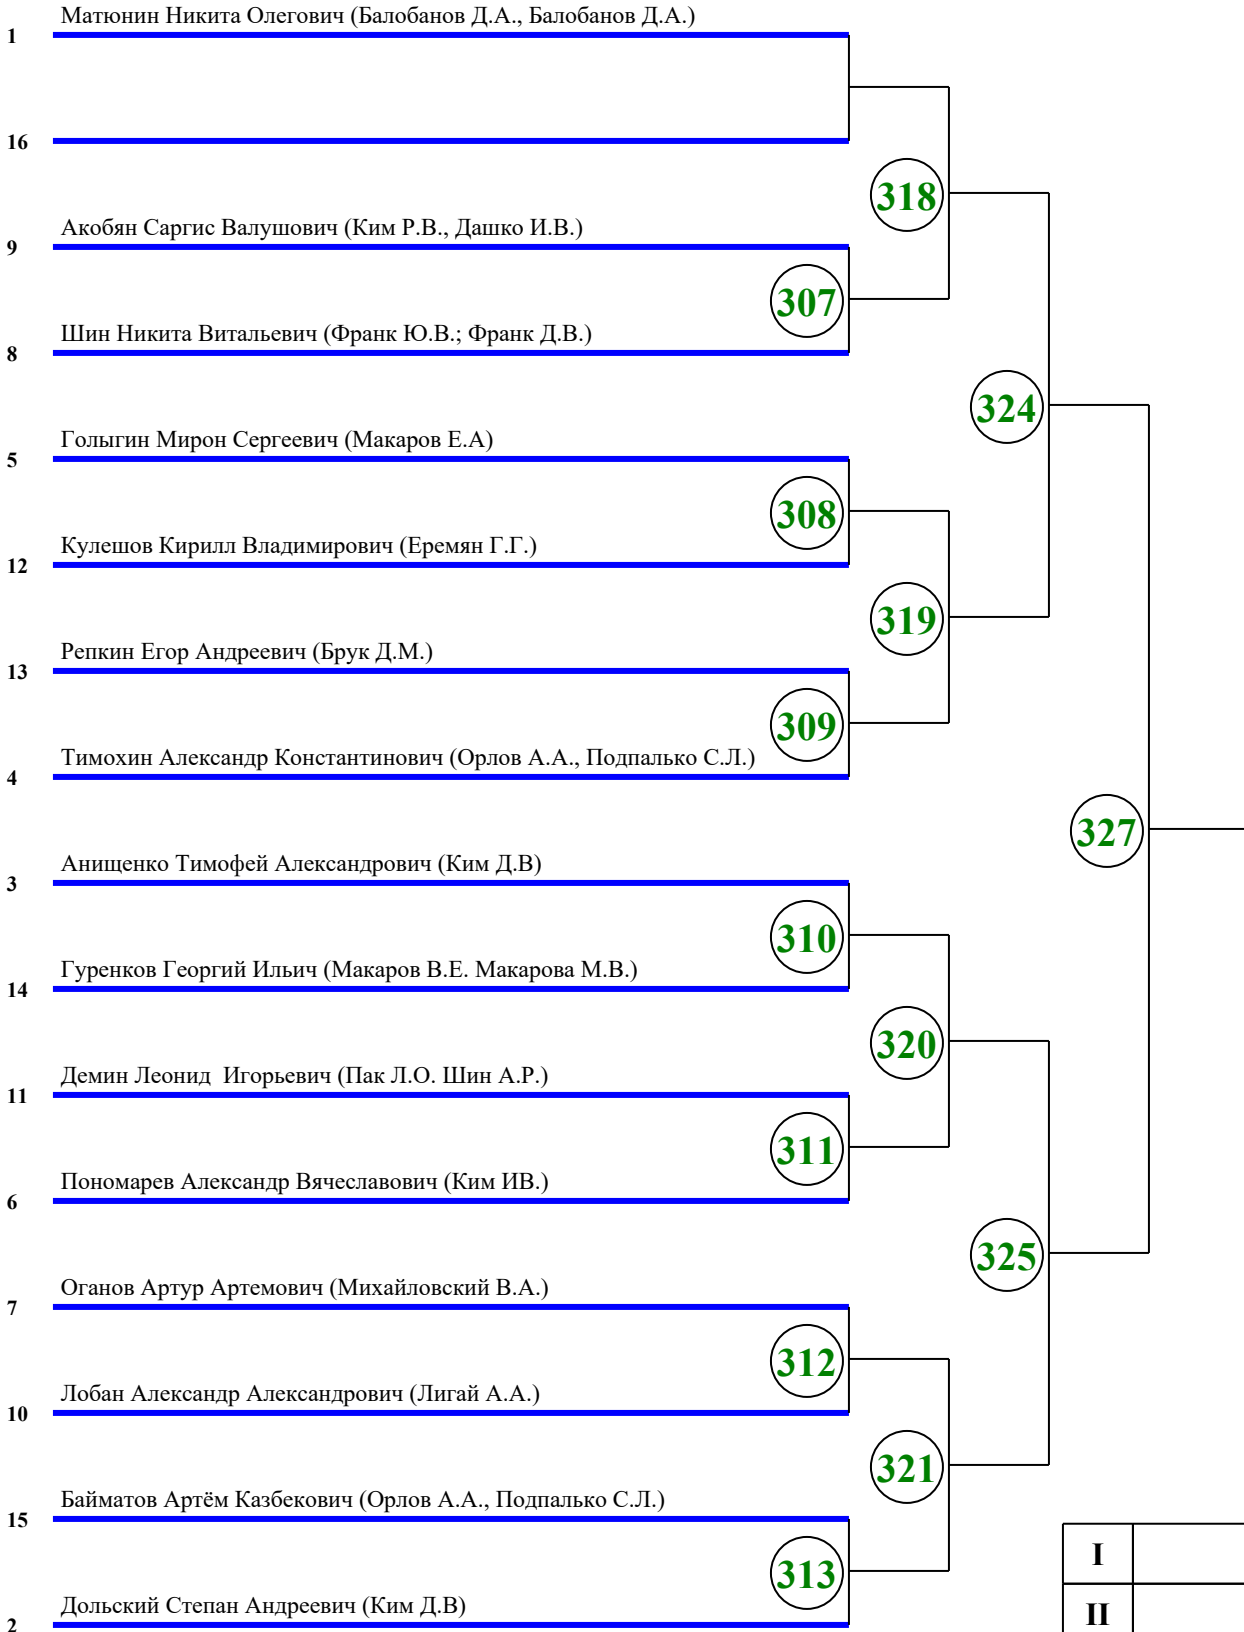 Матюнин Никита Олегович (Балобанов Д.А., Балобанов Д.А.)
1
16
318
Акобян Саргис Валушович (Ким Р.В., Дашко И.В.)
9
307
Шин Никита Витальевич (Франк Ю.В.; Франк Д.В.)
8
324
Голыгин Мирон Сергеевич (Макаров Е.А)
5
308
Кулешов Кирилл Владимирович (Еремян Г.Г.)
12
319
Репкин Егор Андреевич (Брук Д.М.)
13
309
Тимохин Александр Константинович (Орлов А.А., Подпалько С.Л.)
4
327
Анищенко Тимофей Александрович (Ким Д.В)
3
310
Гуренков Георгий Ильич (Макаров В.Е. Макарова М.В.)
14
320
Демин Леонид  Игорьевич (Пак Л.О. Шин А.Р.)
11
311
Пономарев Александр Вячеславович (Ким ИВ.)
6
325
Оганов Артур Артемович (Михайловский В.А.)
7
312
Лобан Александр Александрович (Лигай А.А.)
10
321
Байматов Артём Казбекович (Орлов А.А., Подпалько С.Л.)
15
I
313
Дольский Степан Андреевич (Ким Д.В)
II
2